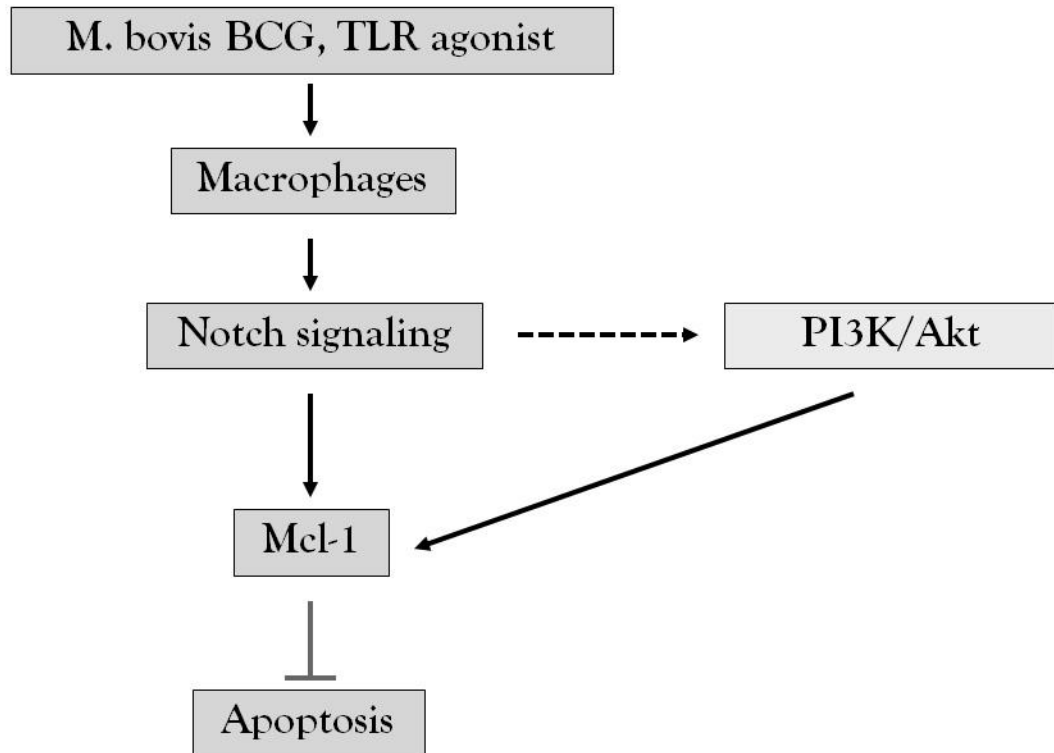 M. bovis BCG, TLR agonist
Macrophages
Notch signaling
PI3K/Akt
Mcl-1
Apoptosis